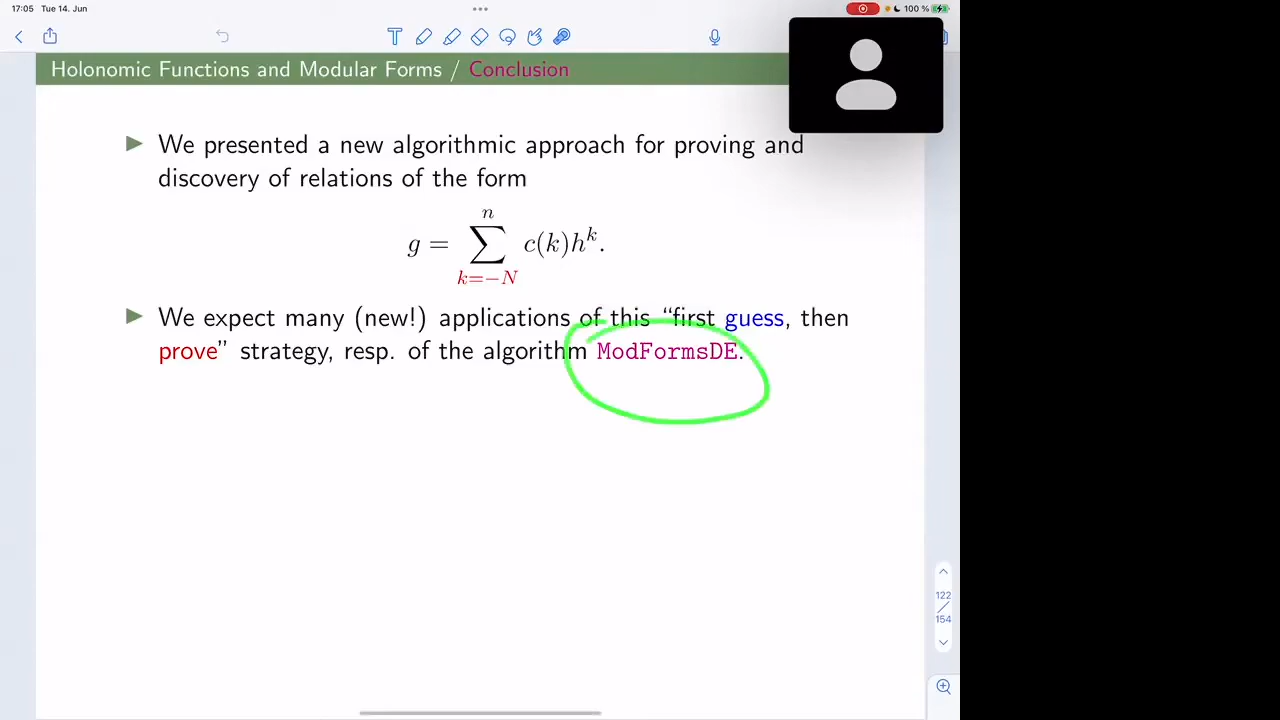 17:05 Tue 14. Jun
100 %
Holonomic Functions and Modular Forms / Conclusion
We presented a new algorithmic approach for proving and
discovery of relations of the form
g = \sum_{k=-N}^{n} c(k)h^k.
We expect many (new!) applications of this “first guess, then
prove” strategy, resp. of the algorithm ModFormsDE.
122
/
154